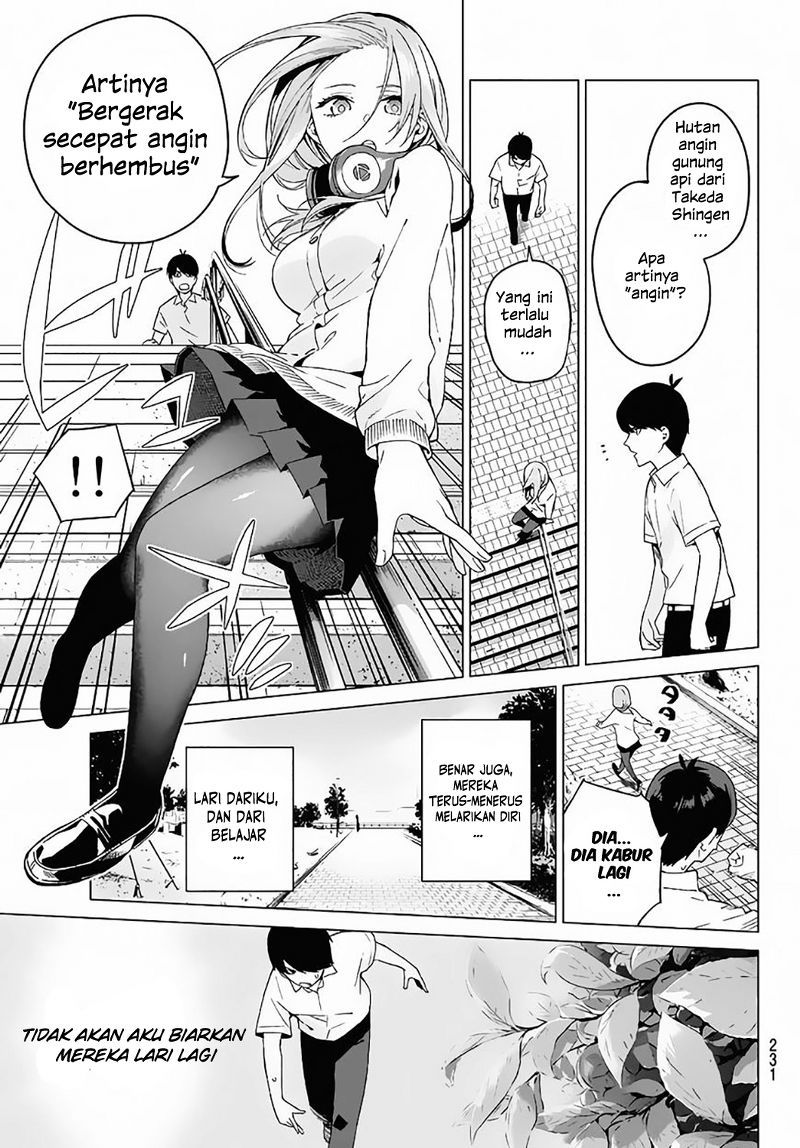 Hutan
angin
gunung
api dari
Takeda
Shingen
...
Apa
artinya
"angin"?
Yang ini
terlalu
mudah
...
Artinya
"Bergerak
secepat angin
berhembus"
!!
DIA...
DIA KABUR
LAGI
...
BENAR JUGA,
MEREKA
TERUS-MENERUS
MELARIKAN DIRI
...
LARI DARIKU,
DAN DARI
BELAJAR
...
TIDAK AKAN AKU BIARKAN
MEREKA LARI LAGI
231